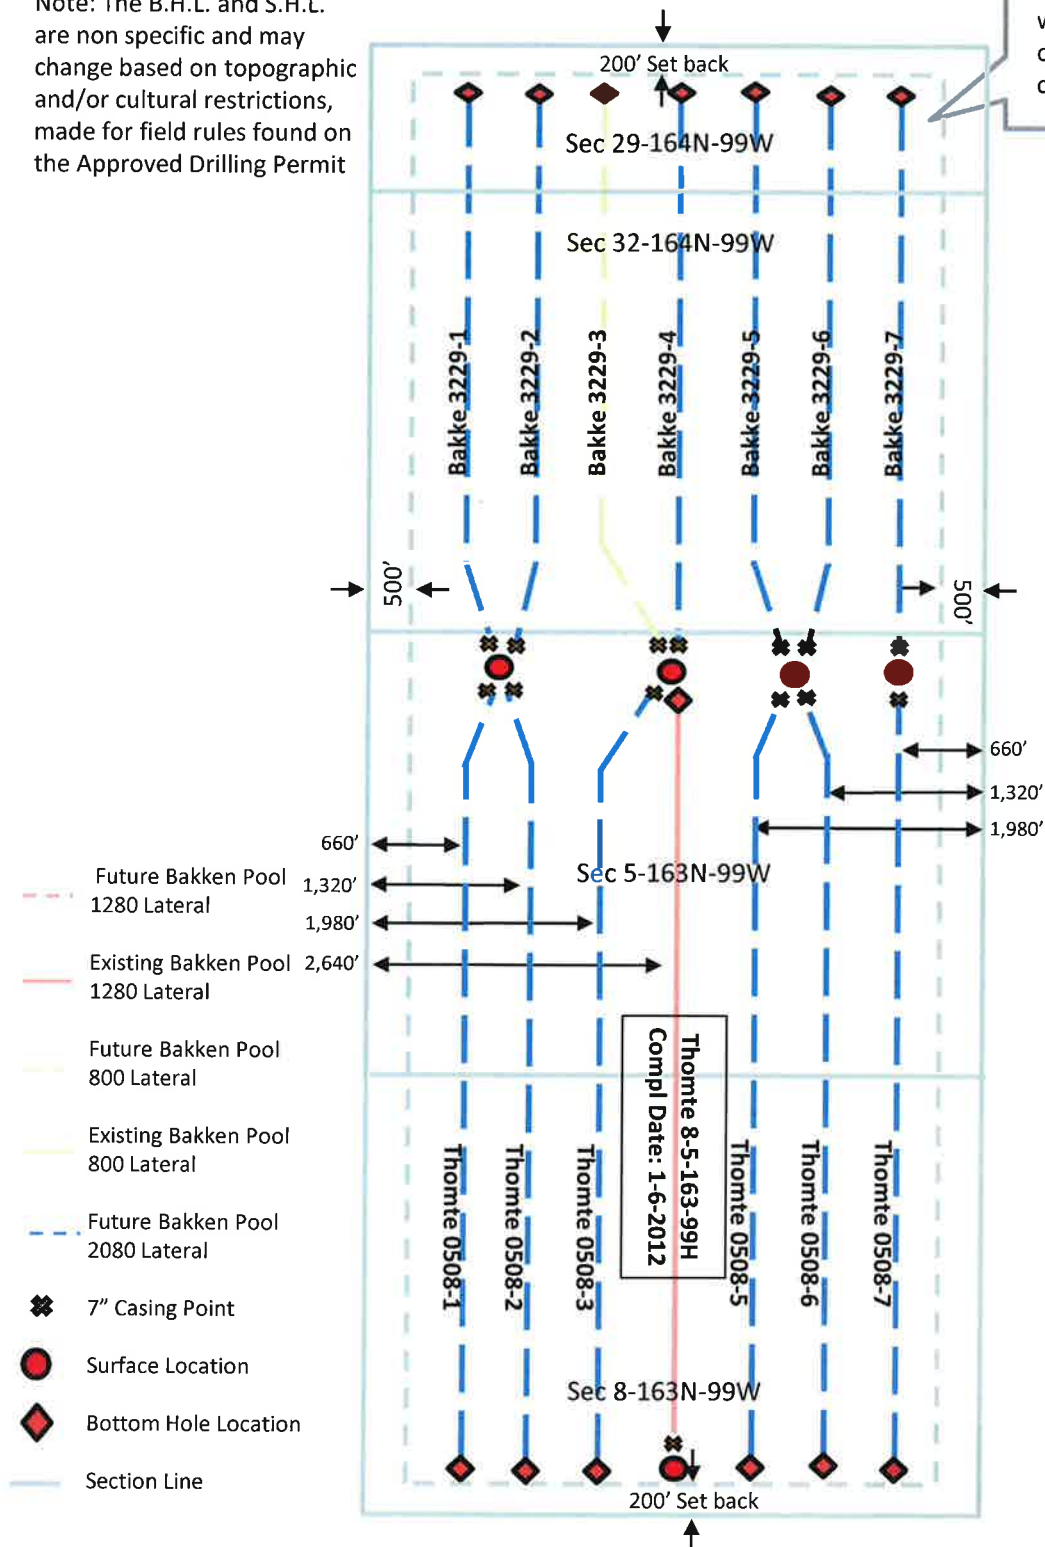 Note: The B.H.L. and S.H.L.
are non specific and may
change based on topographic
and/or cultural restrictions,
made for field rules found on
the Approved Drilling Permit
200' Set back
Sec 29-164N-99W
Sec 32-164N-99W
Bakke 3229-1
Bakke 3229-2
Bakke 3229-3
Bakke 3229-4
Bakke 3229-5
Bakke 3229-6
Bakke 3229-7
500'
500'
660'
1,320'
1,980'
660'
1,320'
1,980'
2,640'
Sec 5-163N-99W
Future Bakken Pool
1280 Lateral
Existing Bakken Pool
1280 Lateral
Future Bakken Pool
800 Lateral
Existing Bakken Pool
800 Lateral
Future Bakken Pool
2080 Lateral
7" Casing Point
Surface Location
Bottom Hole Location
Section Line
Thomte 8-5-163-99H
Compl Date: 1-6-2012
Thomte 0508-1
Thomte 0508-2
Thomte 0508-3
Thomte 0508-5
Thomte 0508-6
Thomte 0508-7
Sec 8-163N-99W
200' Set back